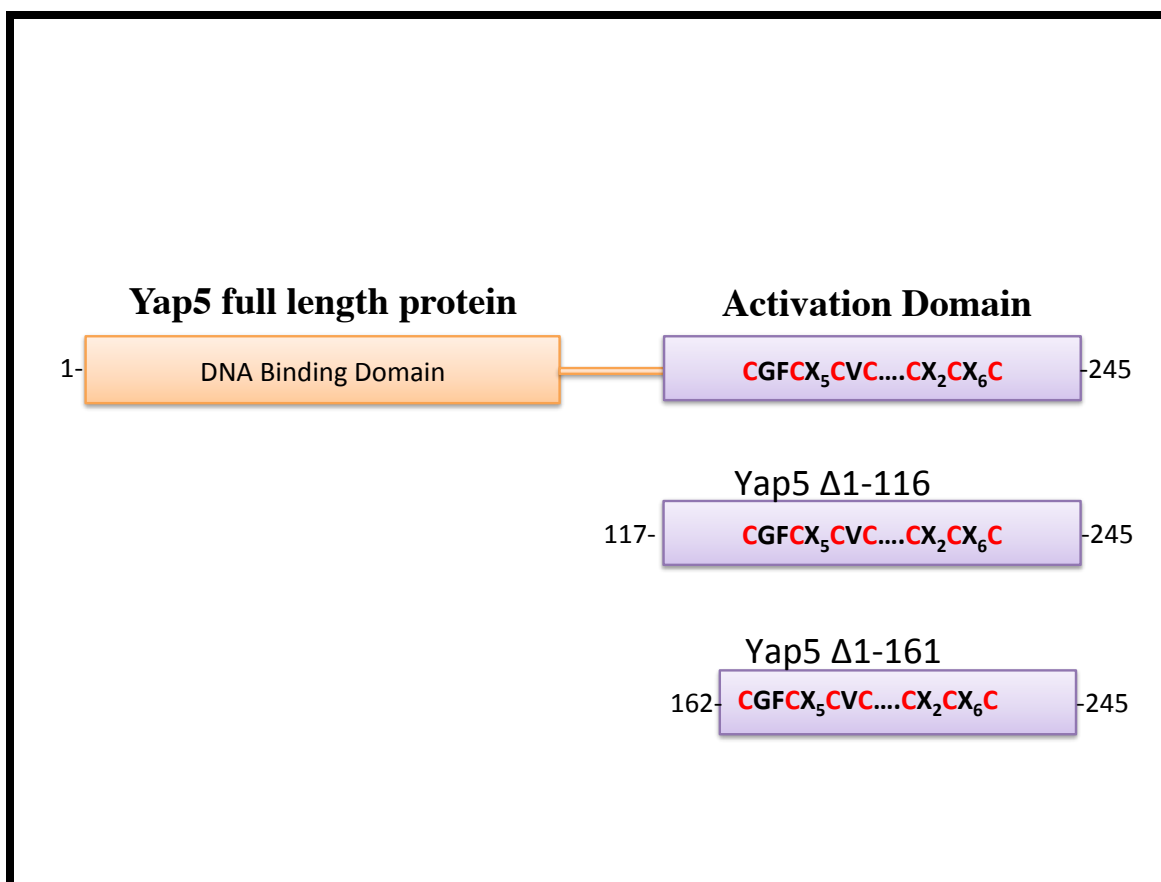 Yap5 full length protein
Activation Domain
1- DNA Binding Domain CGFCX₅CVC....CX₂CX₆C -245
Yap5 Δ1-116
117- CGFCX₅CVC....CX₂CX₆C -245
Yap5 Δ1-161
162- CGFCX₅CVC....CX₂CX₆C -245